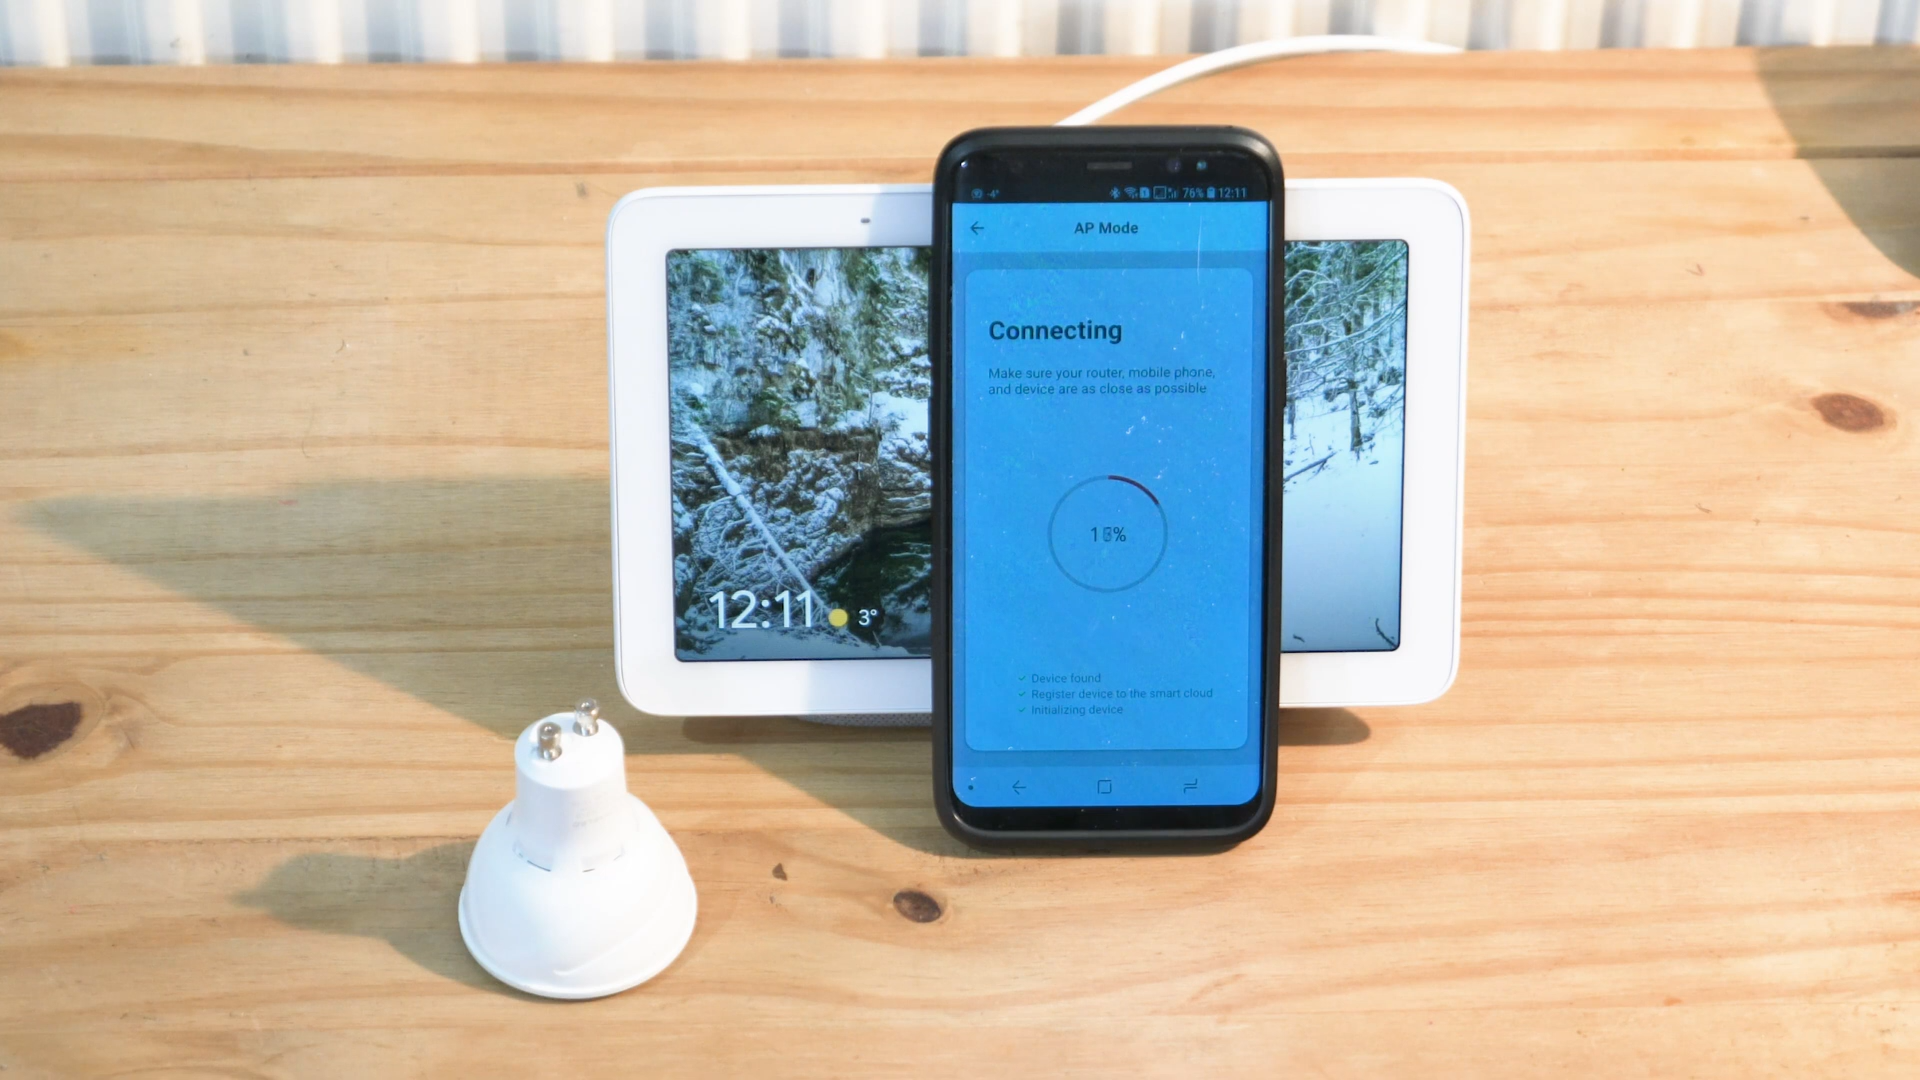 -4°
76% 12:11
AP Mode
Connecting
Make sure your router, mobile phone,
and device are as close as possible
Device found
Register device to the smart cloud
Initializing device
12:11 3°